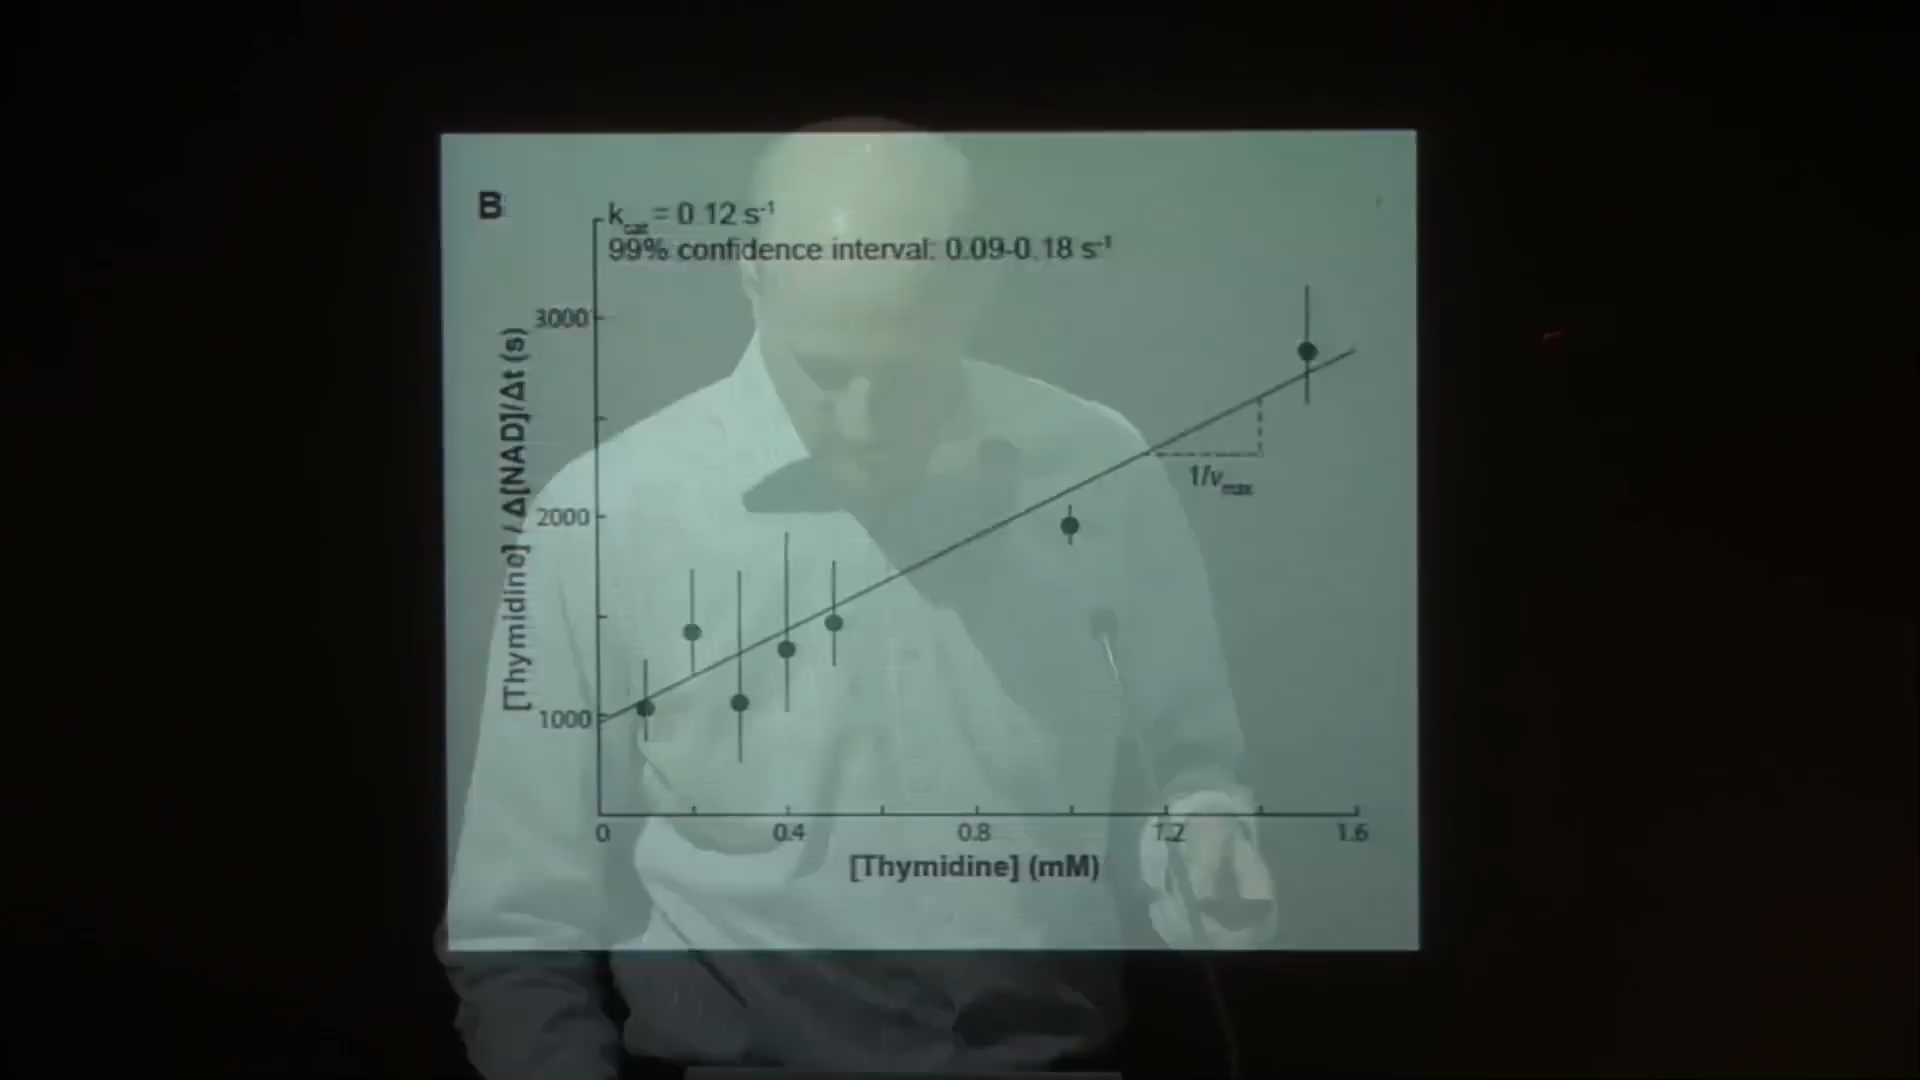 B
k_cat = 0.12 s⁻¹
99% confidence interval: 0.09-0.18 s⁻¹
[Thymidine] / Δ[NAD]/Δt (s)
3000
2000
1000
1/v_max
0 0.4 0.8 1.2 1.6
[Thymidine] (mM)